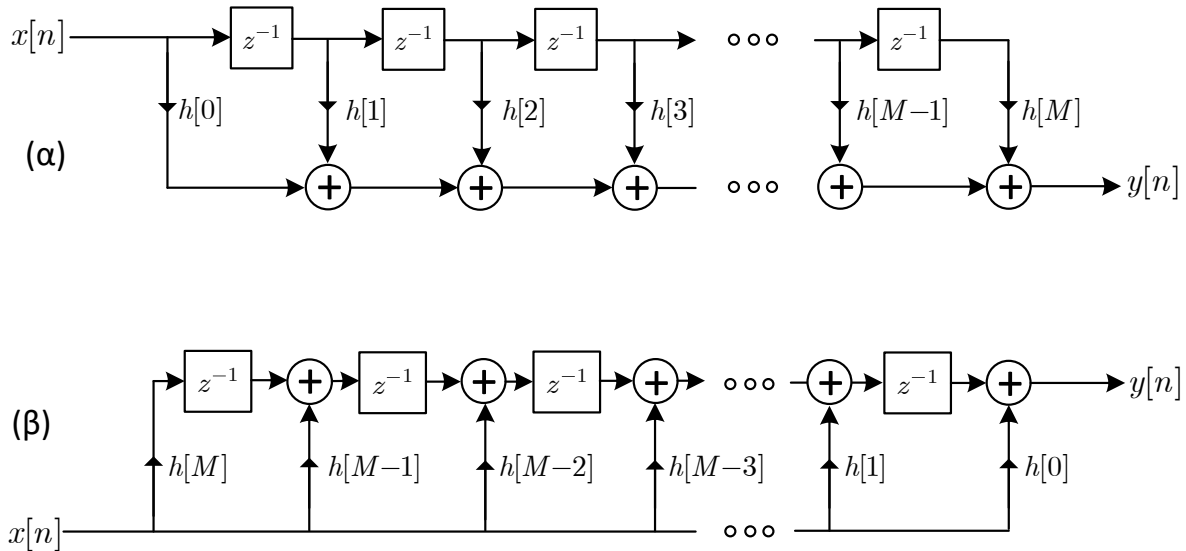 x[n] z⁻¹ z⁻¹ z⁻¹ z⁻¹
h[0] h[1] h[2] h[3] h[M−1] h[M]
(α)
+ + + + +
y[n]
z⁻¹ + z⁻¹ + z⁻¹ + + z⁻¹ + y[n]
(β)
h[M] h[M−1] h[M−2] h[M−3] h[1] h[0]
x[n]